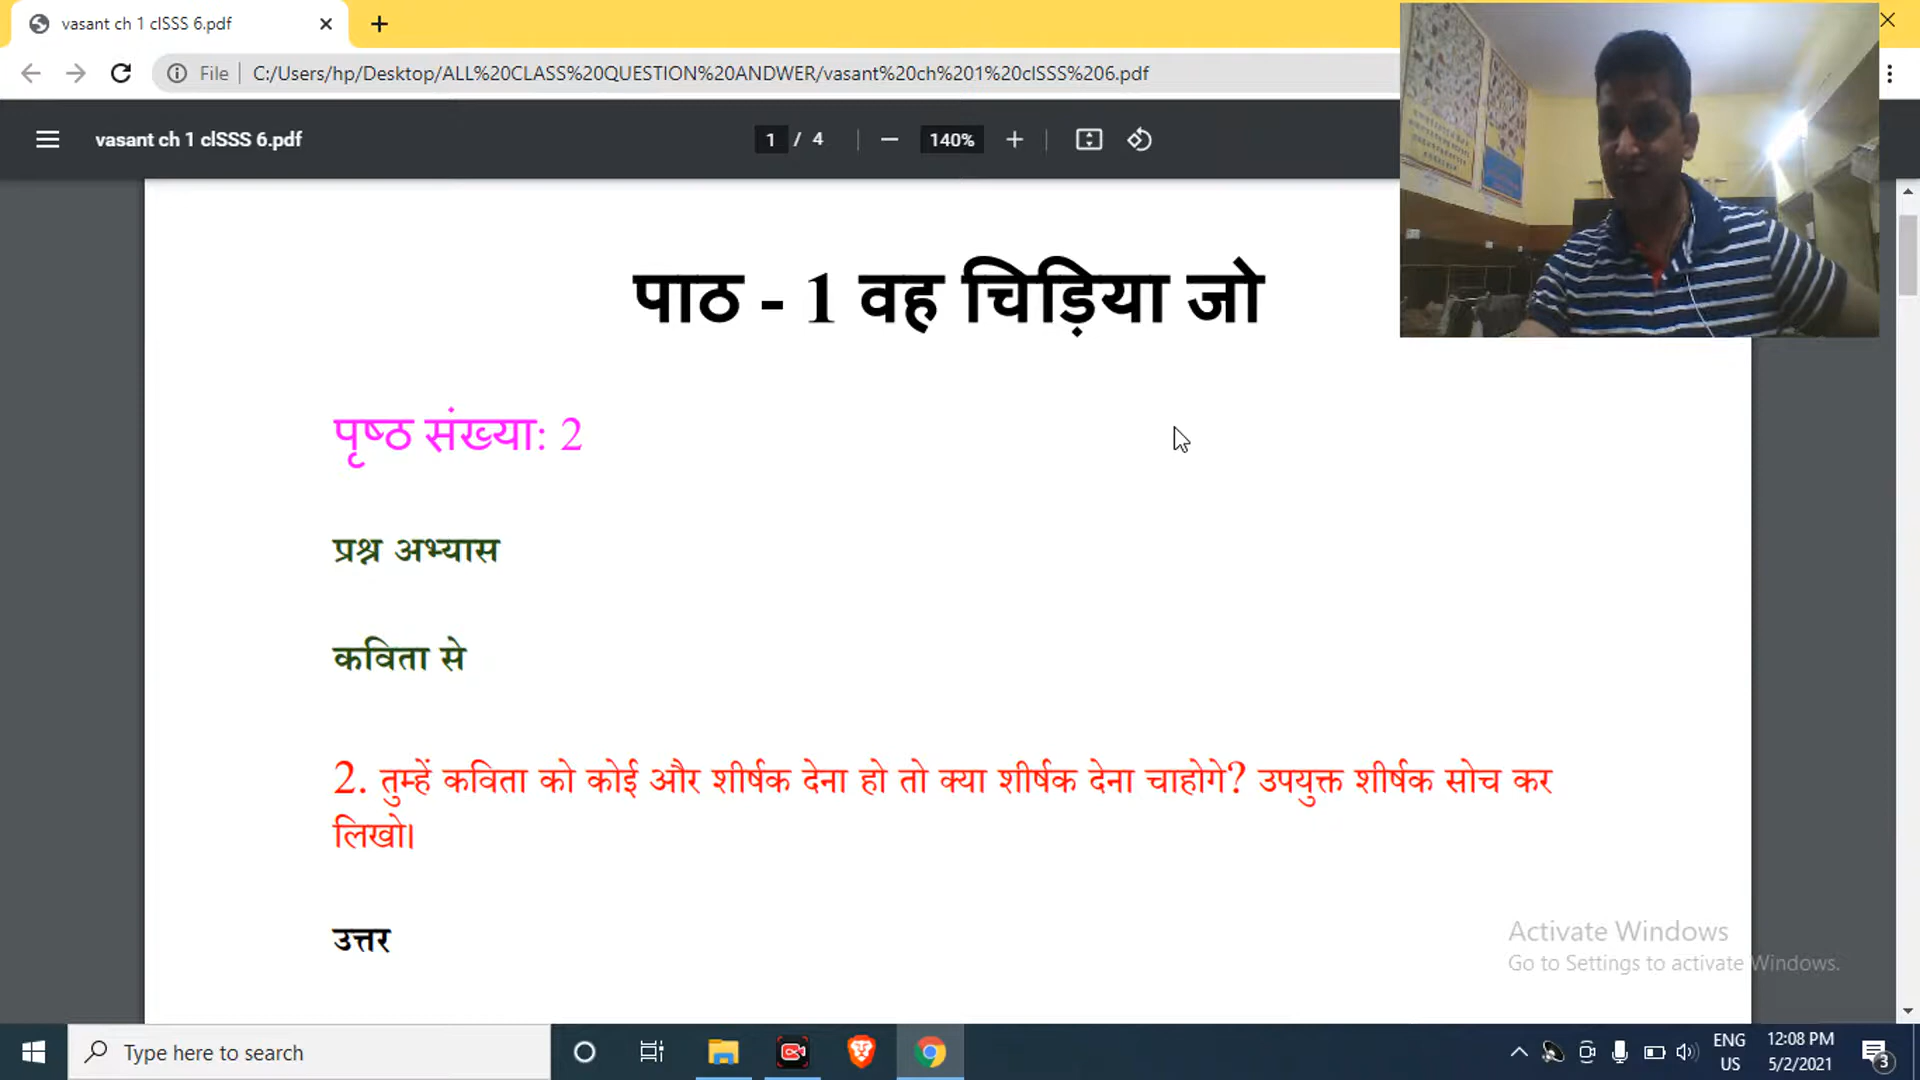 vasant ch 1 clSSS 6.pdf
File
C:/Users/hp/Desktop/ALL%20CLASS%20QUESTION%20ANDWER/vasant%20ch%201%20clSSS%206.pdf
vasant ch 1 clSSS 6.pdf
1 / 4
140%
पाठ - 1 वह चिड़िया जो
पृष्ठ संख्या: 2
प्रश्न अभ्यास
कविता से
2. तुम्हें कविता को कोई और शीर्षक देना हो तो क्या शीर्षक देना चाहोगे? उपयुक्त शीर्षक सोच कर
लिखो।
उत्तर
Activate Windows
Go to Settings to activate Windows.
Type here to search
ENG
US
12:08 PM
5/2/2021
3